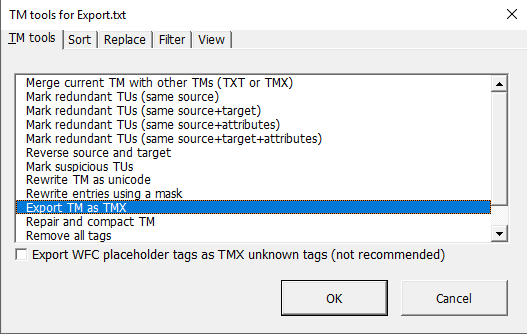 TM tools for Export.txt
TM tools Sort Replace Filter View
Merge current TM with other TMs (TXT or TMX)
Mark redundant TUs (same source)
Mark redundant TUs (same source+target)
Mark redundant TUs (same source+attributes)
Mark redundant TUs (same source+target+attributes)
Reverse source and target
Mark suspicious TUs
Rewrite TM as unicode
Rewrite entries using a mask
Export TM as TMX
Repair and compact TM
Remove all tags
Export WFC placeholder tags as TMX unknown tags (not recommended)
OK Cancel